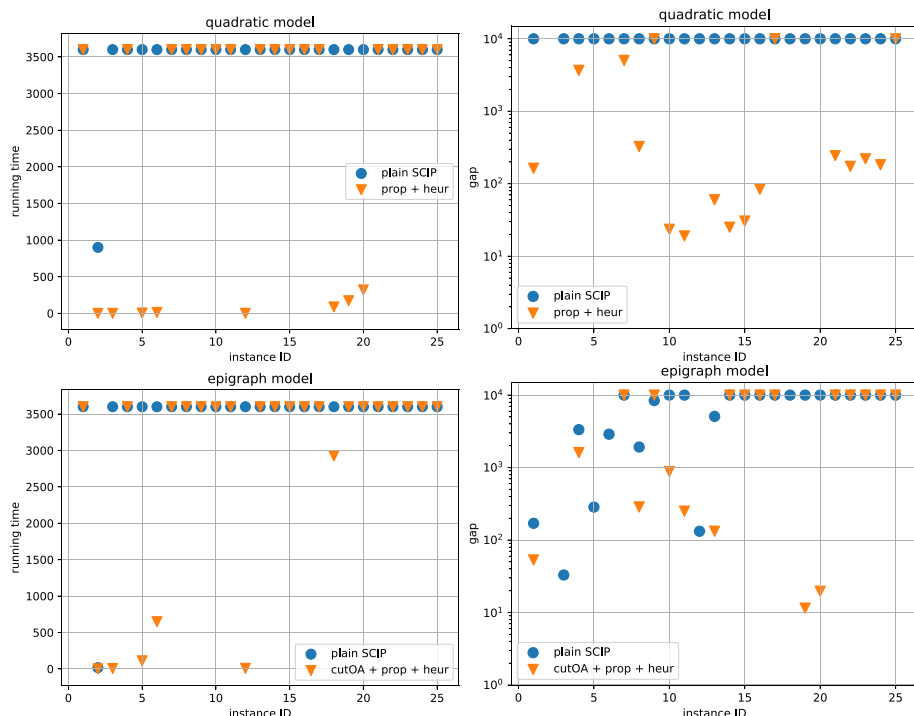 quadratic model
running time
3500
3000
2500
2000
1500
1000
500
0
plain SCIP
prop + heur
0 5 10 15 20 25
instance ID
quadratic model
gap
10^4
10^3
10^2
10^1
10^0
plain SCIP
prop + heur
0 5 10 15 20 25
instance ID
epigraph model
running time
3500
3000
2500
2000
1500
1000
500
0
plain SCIP
cutOA + prop + heur
0 5 10 15 20 25
instance ID
epigraph model
gap
10^4
10^3
10^2
10^1
10^0
plain SCIP
cutOA + prop + heur
0 5 10 15 20 25
instance ID